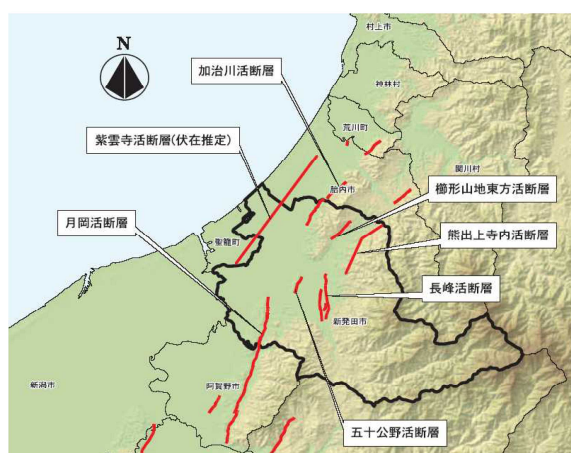 村上市
N
神林村
加治川活断層
荒川町
紫雲寺活断層(伏在推定)
関川村
胎内市
櫛形山地東方活断層
月岡活断層
聖籠町
熊出上寺内活断層
長峰活断層
新発田市
新潟市
阿賀野市
五十公野活断層